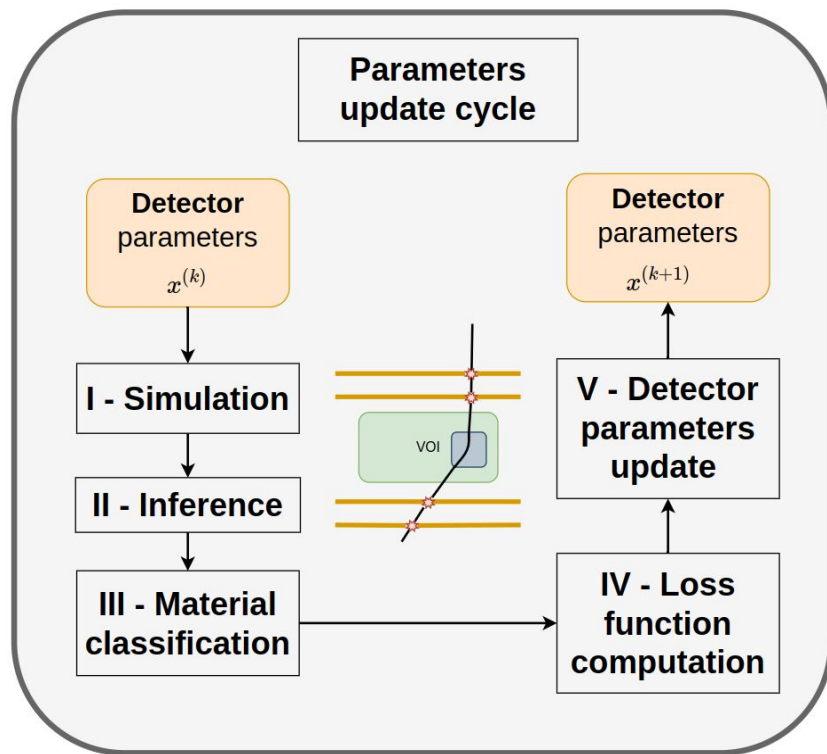 Parameters
update cycle
Detector
parameters
x^(k)
I - Simulation
II - Inference
III - Material
classification
VOI
IV - Loss
function
computation
V - Detector
parameters
update
Detector
parameters
x^(k+1)